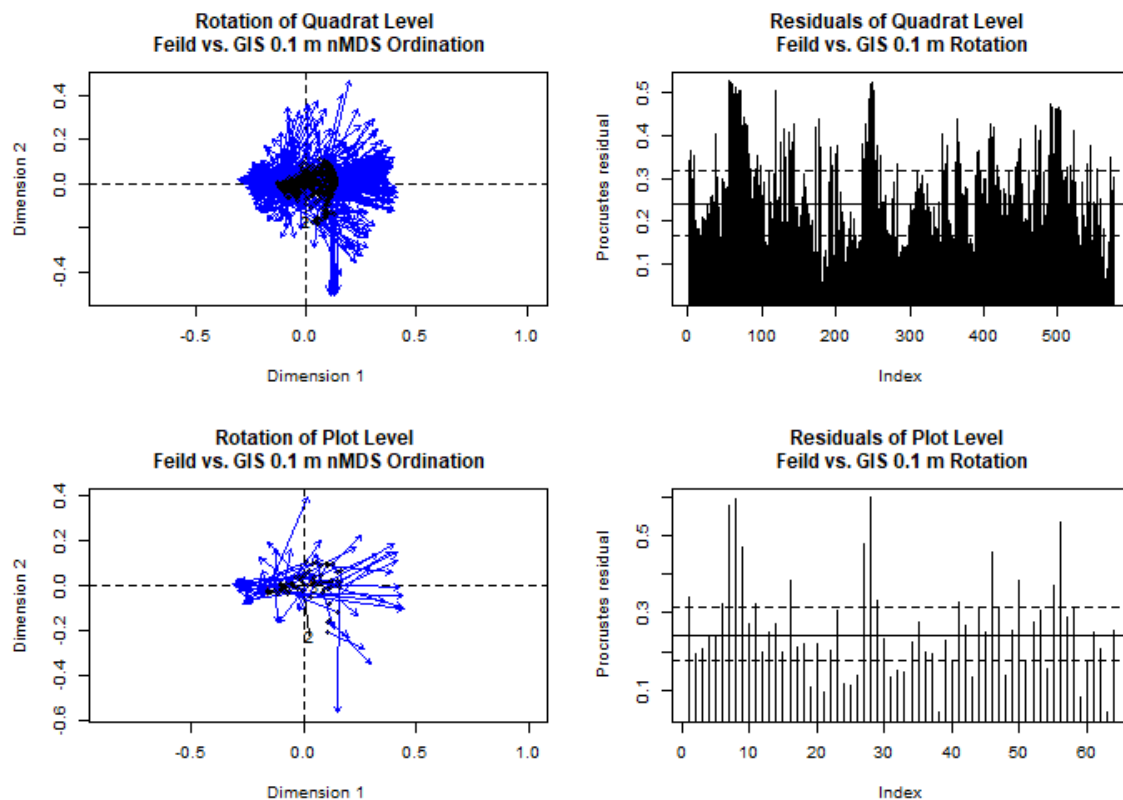 Rotation of Quadrat Level
Feild vs. GIS 0.1 m nMDS Ordination
Dimension 2
0.4
0.2
0.0
-0.4
-0.5
0.0
0.5
1.0
Dimension 1
Residuals of Quadrat Level
Feild vs. GIS 0.1 m Rotation
Procrustes residual
0.5
0.4
0.3
0.2
0.1
0
100
200
300
400
500
Index
Rotation of Plot Level
Feild vs. GIS 0.1 m nMDS Ordination
Dimension 2
0.4
0.2
0.0
-0.2
-0.4
-0.6
2
-0.5
0.0
0.5
1.0
Dimension 1
Residuals of Plot Level
Feild vs. GIS 0.1 m Rotation
Procrustes residual
0.5
0.3
0.1
0
10
20
30
40
50
60
Index